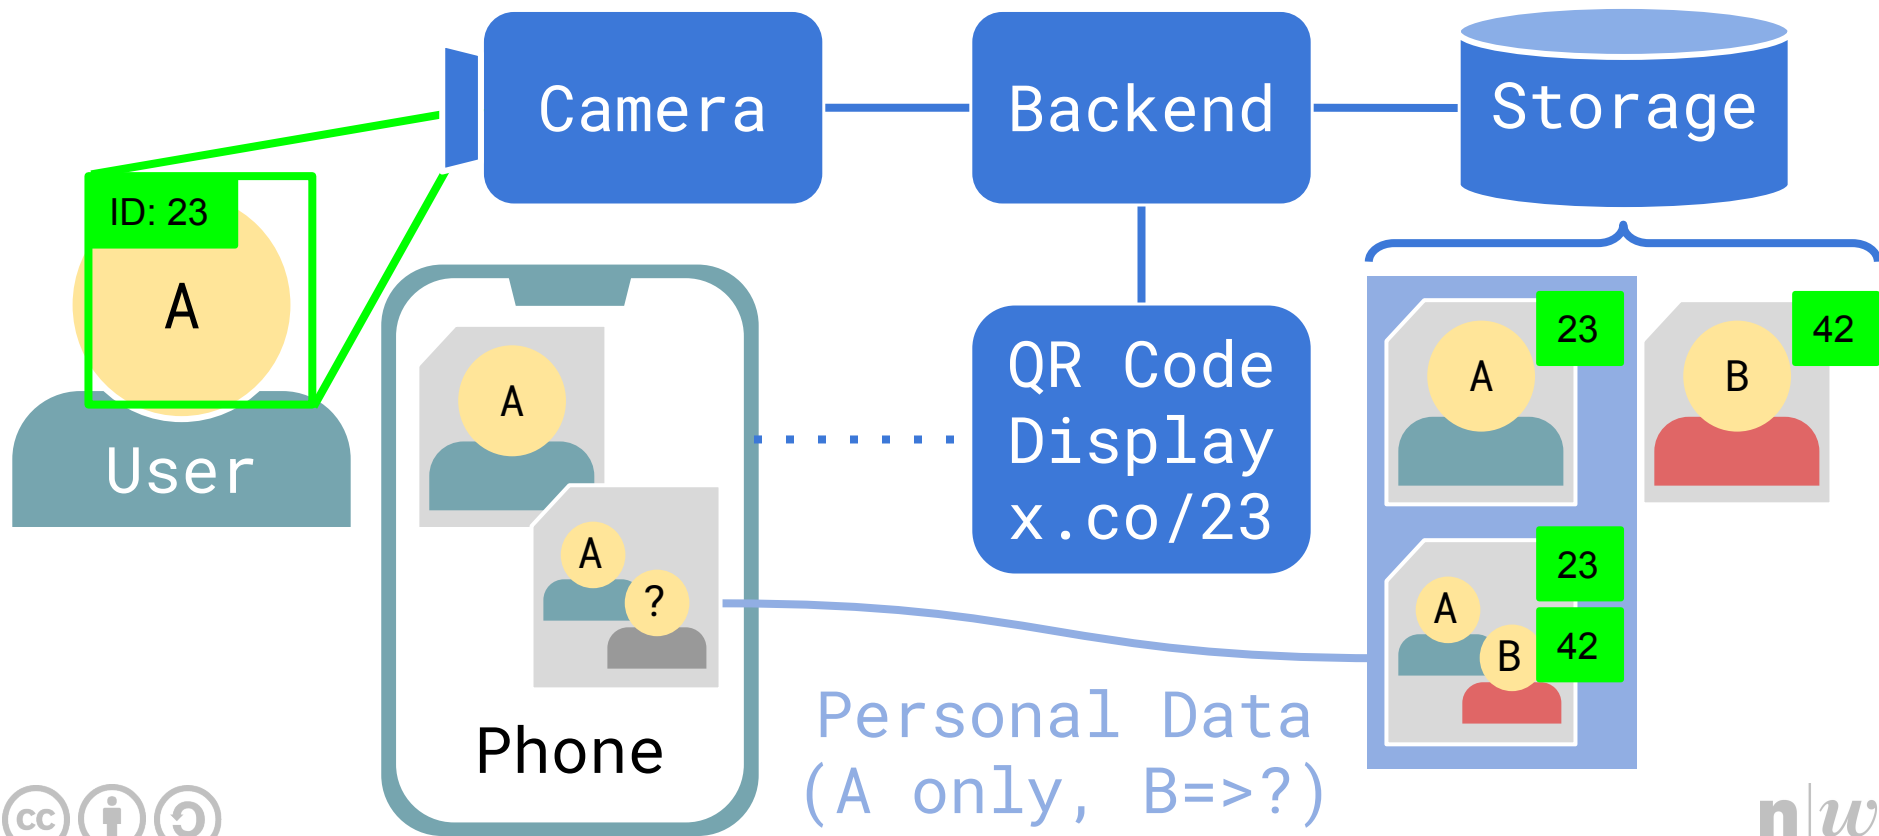 Camera
Backend
Storage
ID: 23
A
User
A
A
?
Phone
QR Code
Display
x.co/23
A
23
B
42
A
B
23
42
Personal Data
(A only, B=>?)
cc
n|w